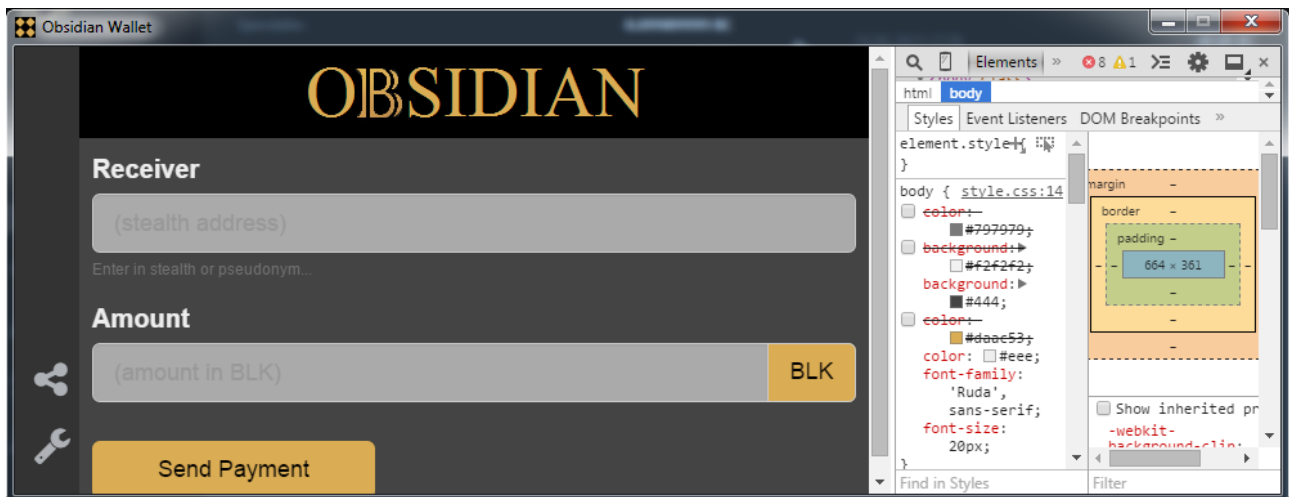 Obsidian Wallet
OBSIDIAN
Receiver
(stealth address)
Enter in stealth or pseudonym...
Amount
(amount in BLK)
BLK
Send Payment
Elements » 8 1
html body
Styles Event Listeners DOM Breakpoints »
element.style {
}
body { style.css:14
color:
#797979;
background:
#f2f2f2;
background:
#444;
color:
#daac53;
color: #eee;
font-family:
'Ruda',
sans-serif;
font-size:
20px;
}
Find in Styles
margin –
border –
padding –
– – 664 × 361 – –
–
–
–
Show inherited pr
-webkit-
background-clip:
Filter